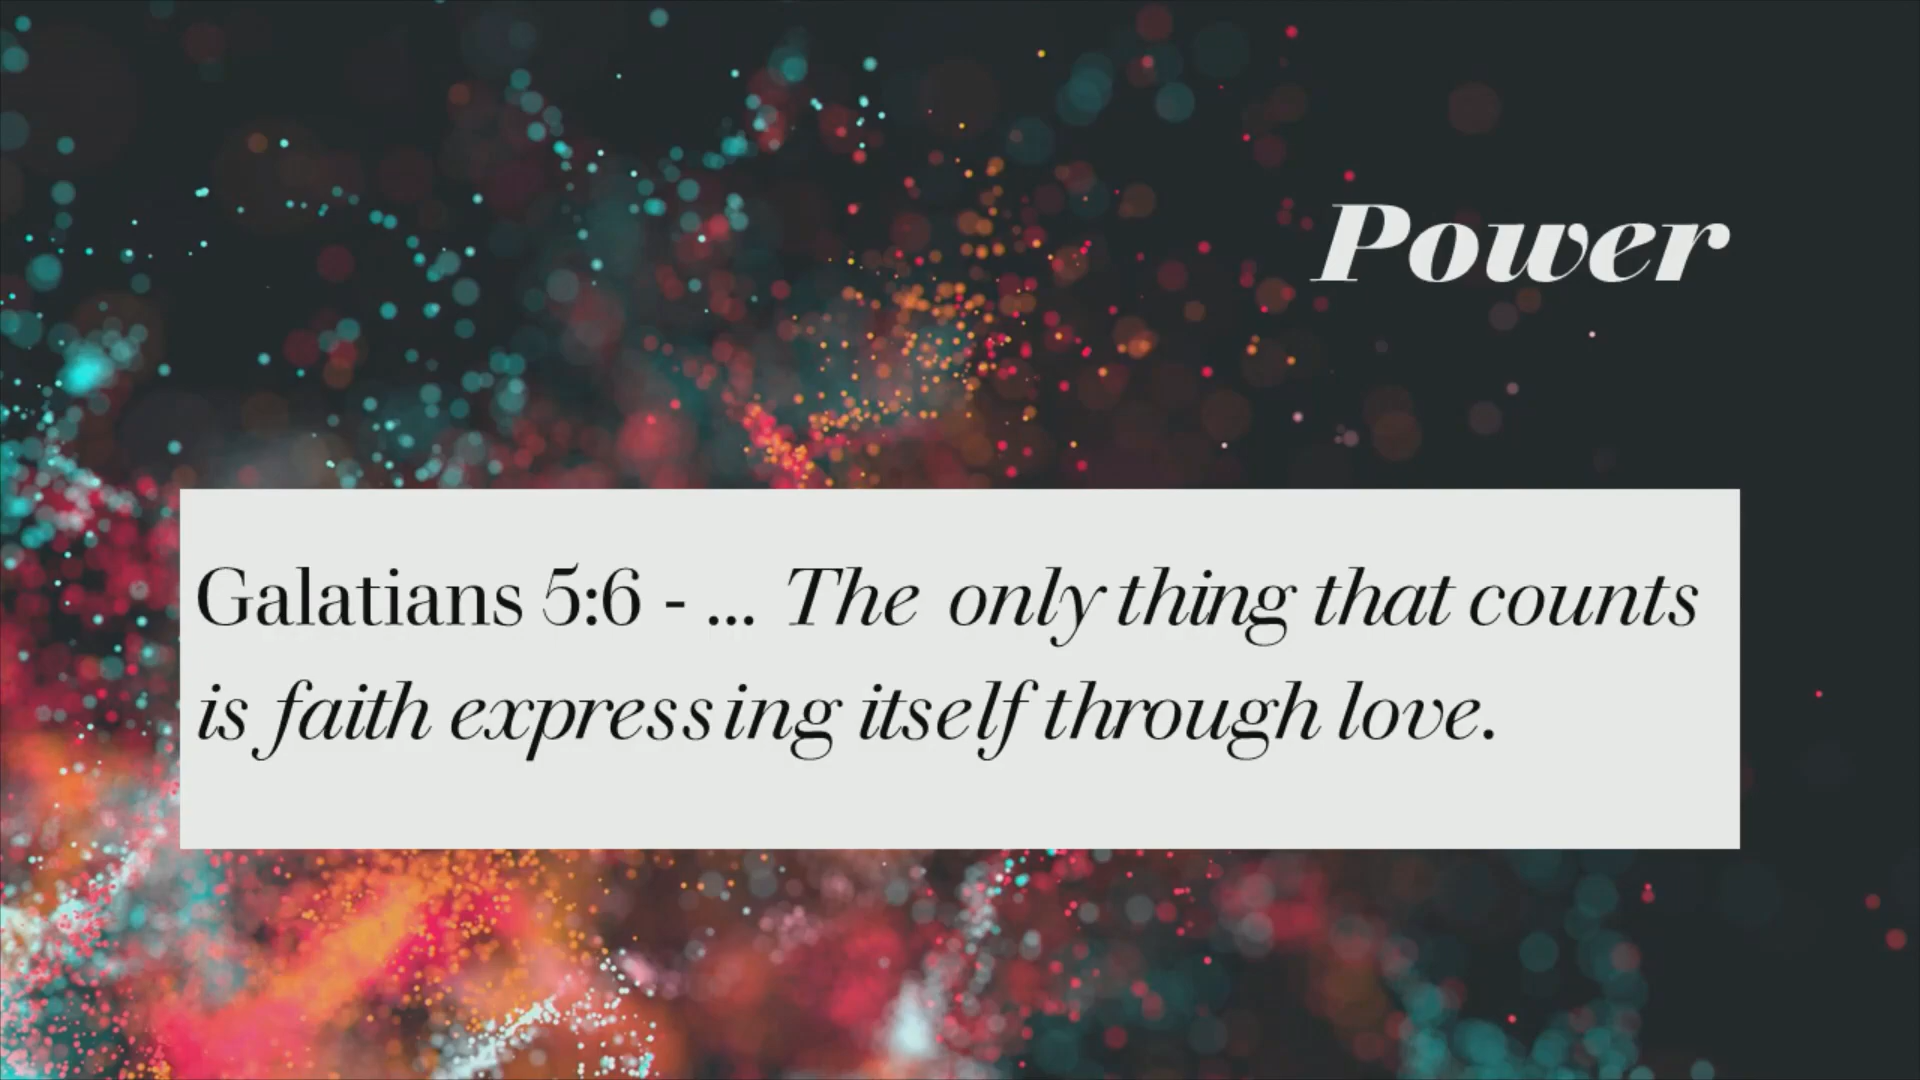 Power
Galatians 5:6 - ... The only thing that counts
is faith expressing itself through love.